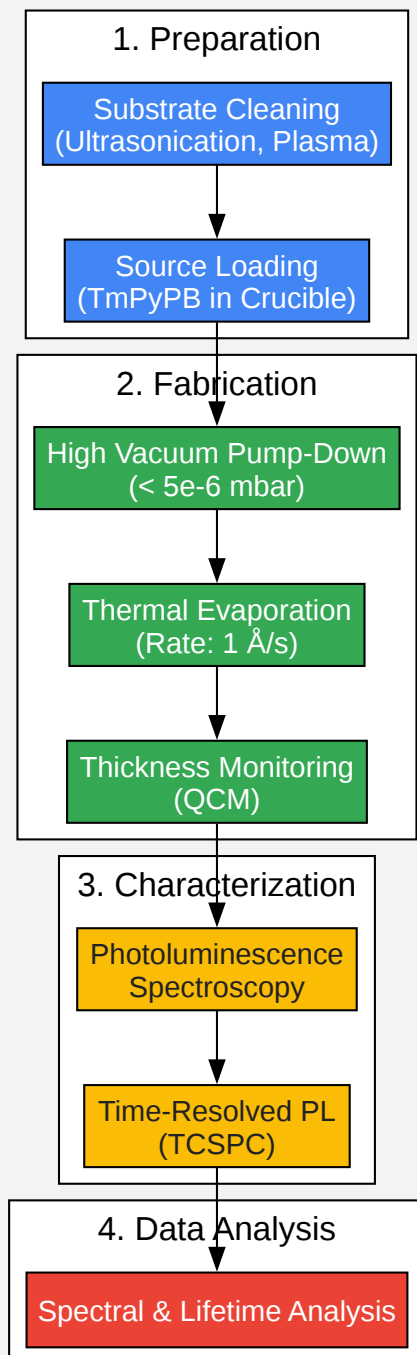 1. Preparation
Substrate Cleaning
(Ultrasonication, Plasma)
Source Loading
(TmPyPB in Crucible)
2. Fabrication
High Vacuum Pump-Down
(< 5e-6 mbar)
Thermal Evaporation
(Rate: 1 Å/s)
Thickness Monitoring
(QCM)
3. Characterization
Photoluminescence
Spectroscopy
Time-Resolved PL
(TCSPC)
4. Data Analysis
Spectral & Lifetime Analysis